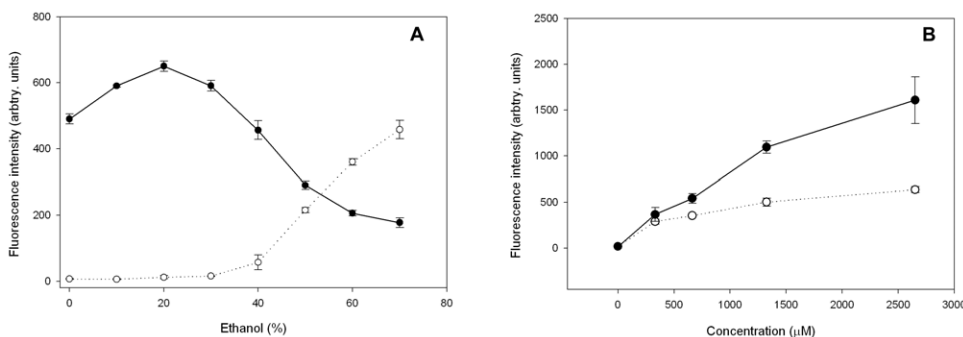 A
Fluorescence intensity (arbtry. units)
800
600
400
200
0
0 20 40 60 80
Ethanol (%)
B
Fluorescence intensity (arbtry. units)
2500
2000
1500
1000
500
0
0 500 1000 1500 2000 2500 3000
Concentration (μM)